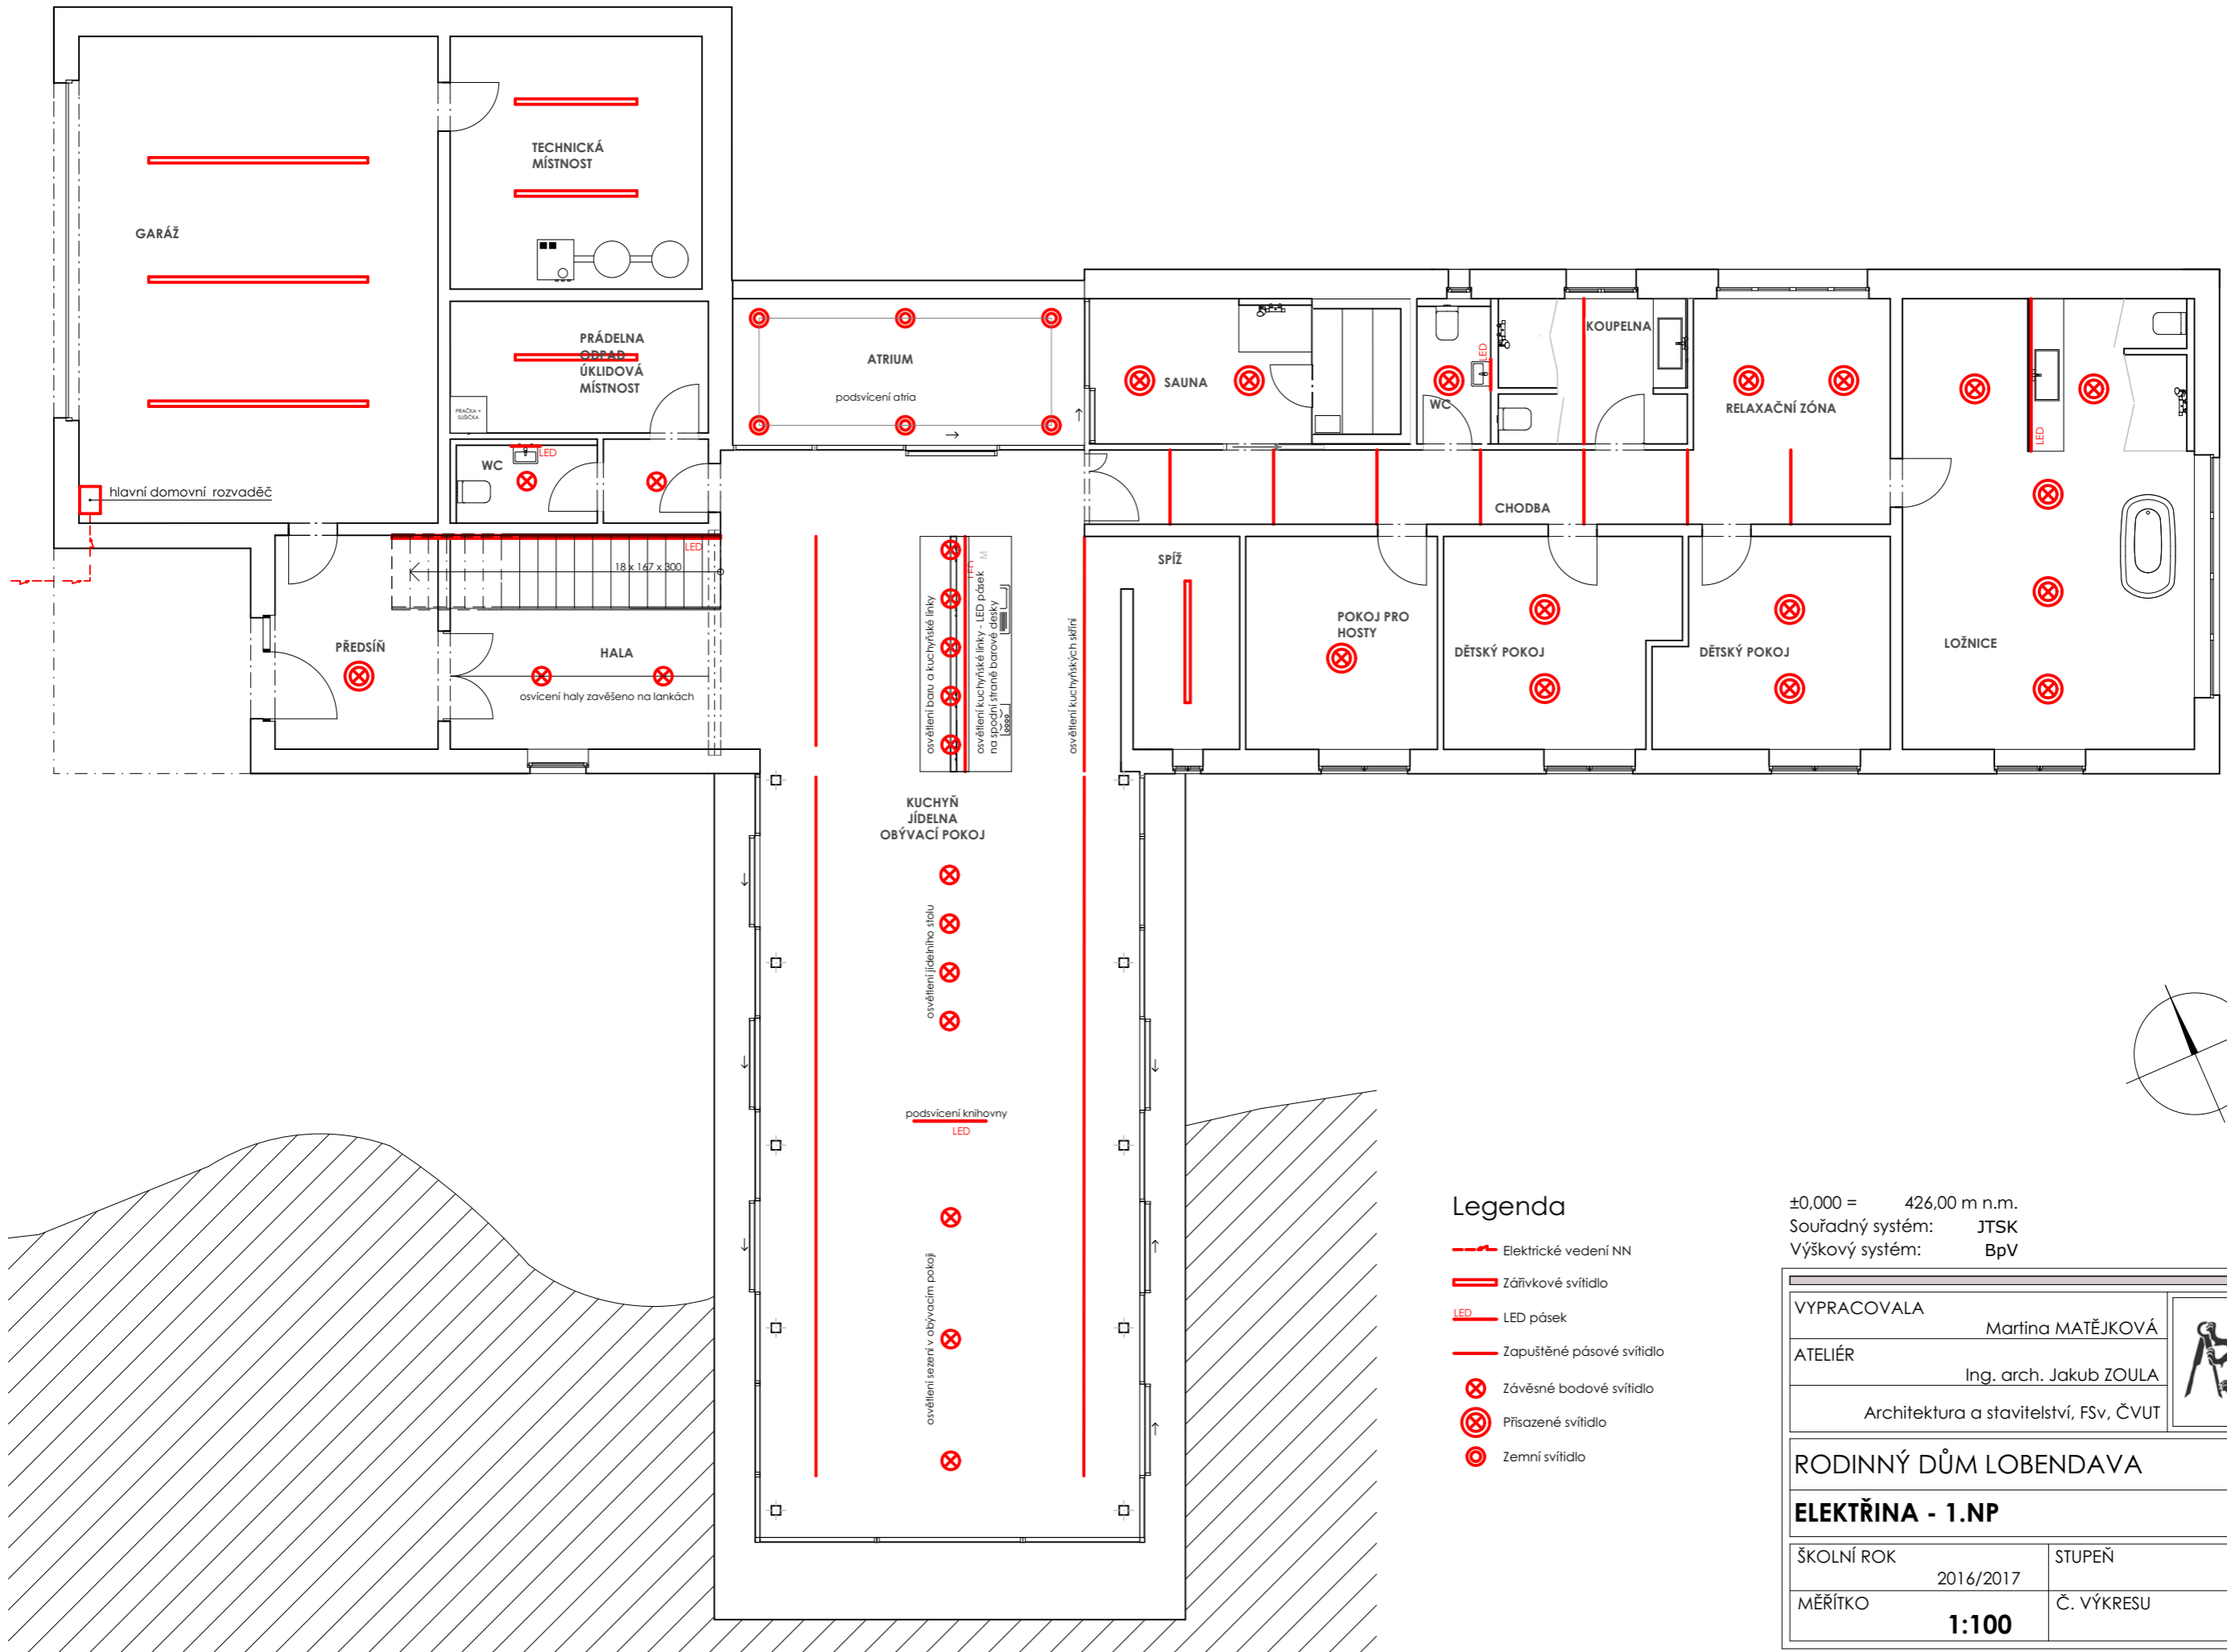 GARÁŽ
TECHNICKÁ
MÍSTNOST
PRÁDELNA
ODPAD
ÚKLIDOVÁ
MÍSTNOST
PRAČKA +
SUŠIČKA
WC
LED
hlavní domovní rozvaděč
LED
18 x 167 x 300
PŘEDSÍŇ
HALA
osvícení haly zavěšeno na lankách
ATRIUM
podsvícení atria
SAUNA
WC
LED
KOUPELNA
RELAXAČNÍ ZÓNA
LED
CHODBA
SPÍŽ
POKOJ PRO
HOSTY
DĚTSKÝ POKOJ
DĚTSKÝ POKOJ
LOŽNICE
osvětlení baru a kuchyňské linky
LED
M
osvětlení kuchyňské linky - LED pásek
na spodní straně barové desky
osvětlení kuchyňských skříní
KUCHYŇ
JÍDELNA
OBÝVACÍ POKOJ
osvětlení jídelního stolu
podsvícení knihovny
LED
osvětlení sezení v obývacím pokoji
Legenda
Elektrické vedení NN
Zářivkové svítidlo
LED
LED pásek
Zapuštěné pásové svítidlo
Závěsné bodové svítidlo
Přisazené svítidlo
Zemní svítidlo
±0,000 = 426,00 m n.m.
Souřadný systém: JTSK
Výškový systém: BpV
VYPRACOVALA
Martina MATĚJKOVÁ
ATELIÉR
Ing. arch. Jakub ZOULA
Architektura a stavitelství, FSv, ČVUT
RODINNÝ DŮM LOBENDAVA
ELEKTŘINA - 1.NP
ŠKOLNÍ ROK
2016/2017
STUPEŇ
MĚŘÍTKO
1:100
Č. VÝKRESU